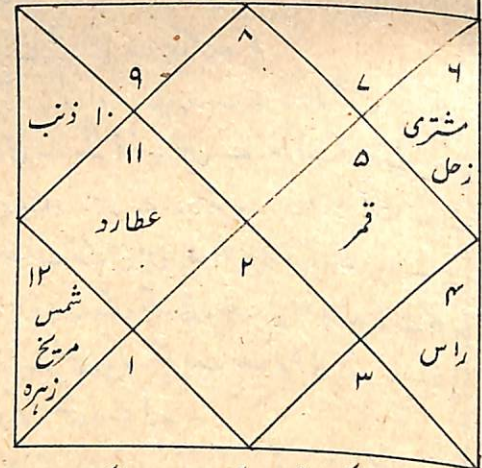 ۸
۹
۷
۶
۱۰ ذنب
مشتری
زحل
۱۱
عطارد
۵
قمر
۱۲
شمس
مریخ
زہرہ
۲
۴
راس
۱
۳